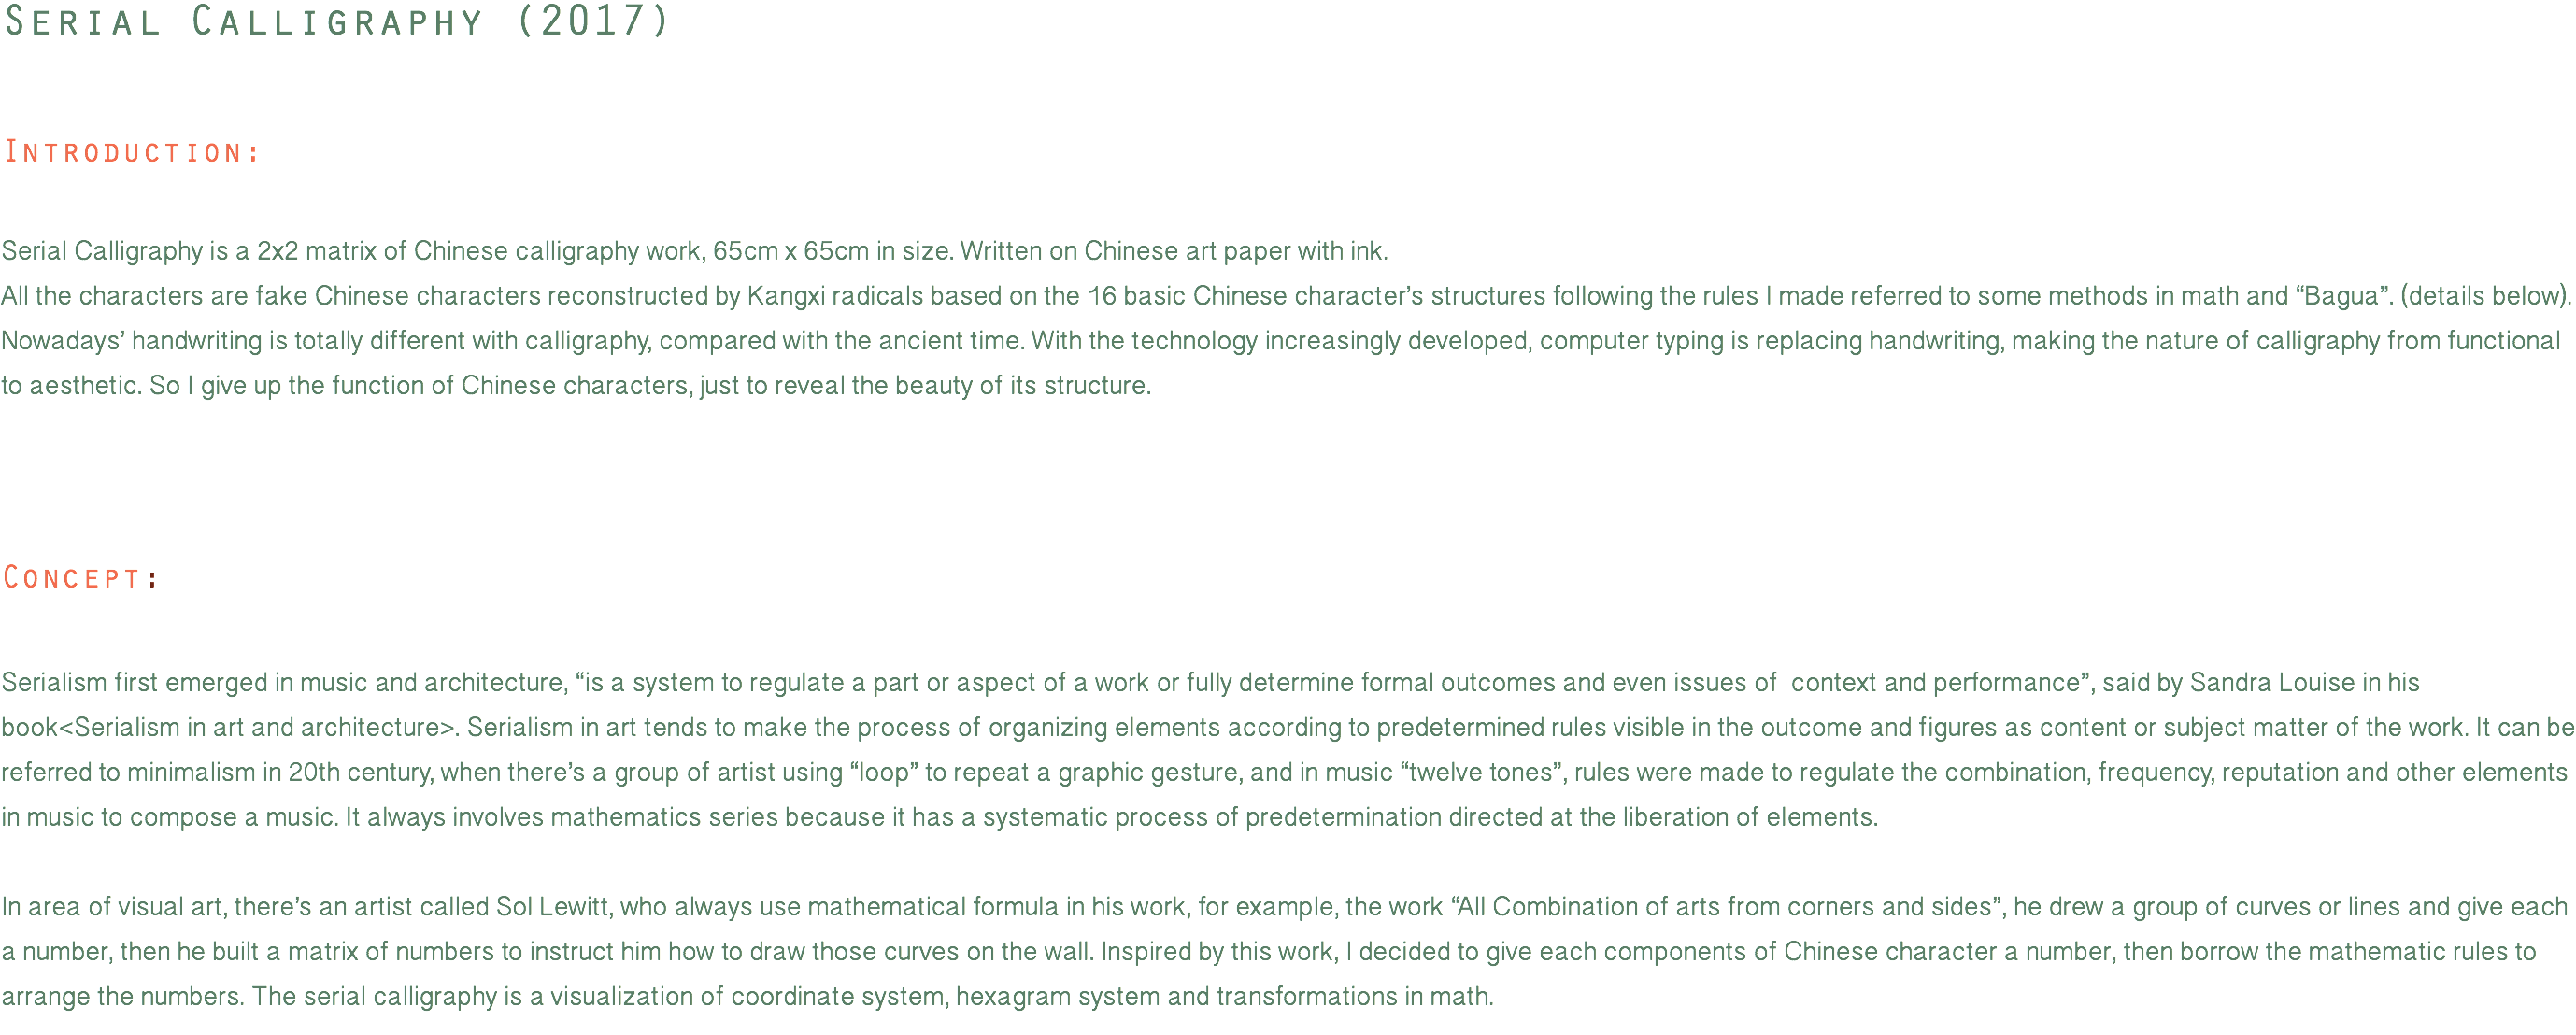 Serial Calligraphy (2017)
Introduction:
Serial Calligraphy is a 2x2 matrix of Chinese calligraphy work, 65cm x 65cm in size. Written on Chinese art paper with ink.
All the characters are fake Chinese characters reconstructed by Kangxi radicals based on the 16 basic Chinese character’s structures following the rules I made referred to some methods in math and “Bagua”. (details below).
Nowadays’ handwriting is totally different with calligraphy, compared with the ancient time. With the technology increasingly developed, computer typing is replacing handwriting, making the nature of calligraphy from functional
to aesthetic. So I give up the function of Chinese characters, just to reveal the beauty of its structure.
Concept:
Serialism first emerged in music and architecture, “is a system to regulate a part or aspect of a work or fully determine formal outcomes and even issues of  context and performance”, said by Sandra Louise in his
book<Serialism in art and architecture>. Serialism in art tends to make the process of organizing elements according to predetermined rules visible in the outcome and figures as content or subject matter of the work. It can be
referred to minimalism in 20th century, when there’s a group of artist using “loop” to repeat a graphic gesture, and in music “twelve tones”, rules were made to regulate the combination, frequency, reputation and other elements
in music to compose a music. It always involves mathematics series because it has a systematic process of predetermination directed at the liberation of elements.
In area of visual art, there’s an artist called Sol Lewitt, who always use mathematical formula in his work, for example, the work “All Combination of arts from corners and sides”, he drew a group of curves or lines and give each
a number, then he built a matrix of numbers to instruct him how to draw those curves on the wall. Inspired by this work, I decided to give each components of Chinese character a number, then borrow the mathematic rules to
arrange the numbers. The serial calligraphy is a visualization of coordinate system, hexagram system and transformations in math.